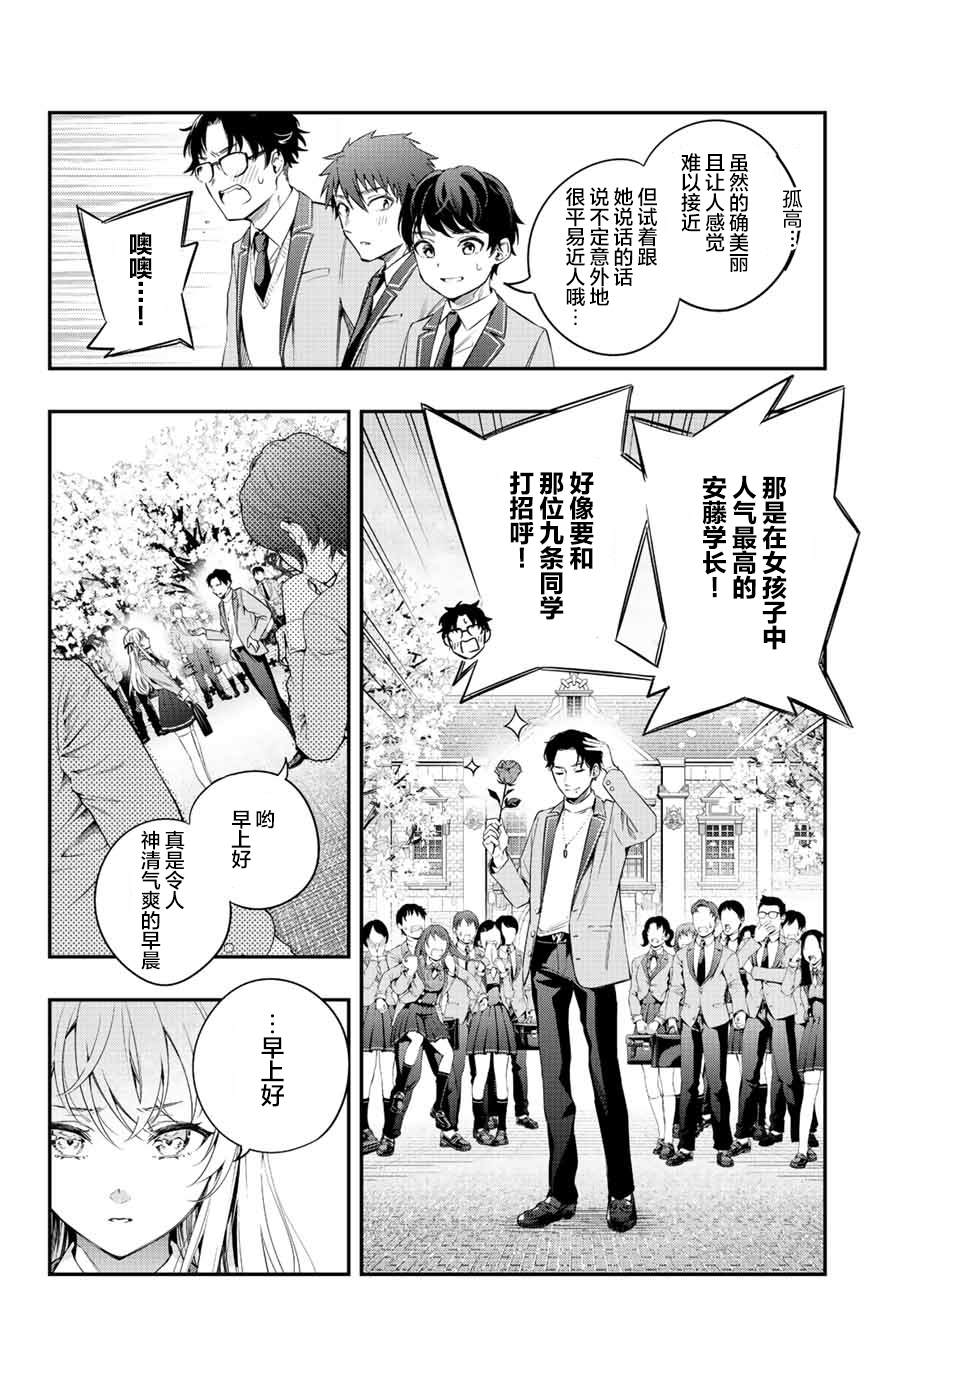 孤高…
虽然的确美丽
且让人感觉
难以接近
但试着跟
她说话的话
说不定意外地
很平易近人哦…
噢噢…!
那是在女孩子中
人气最高的
安藤学长!
好像要和
那位九条同学
打招呼!
哟
早上好
真是令人
神清气爽的早晨
…早上好